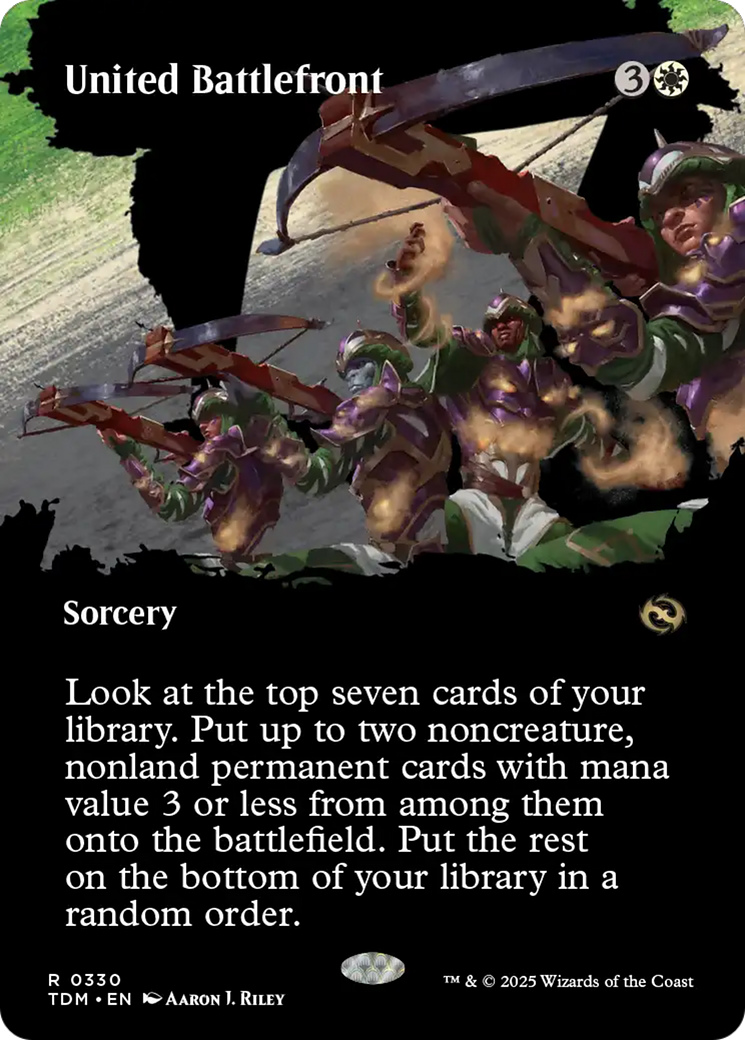 United Battlefront 3
Sorcery
Look at the top seven cards of your
library. Put up to two noncreature,
nonland permanent cards with mana
value 3 or less from among them
onto the battlefield. Put the rest
on the bottom of your library in a
random order.
R 0330
TDM • EN Aaron J. Riley
™ & © 2025 Wizards of the Coast